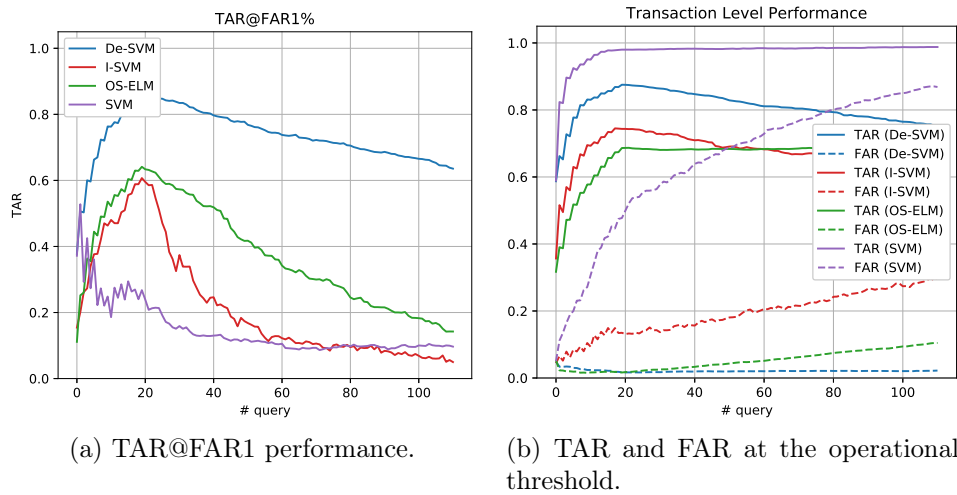 TAR@FAR1%
1.0
0.8
0.6
0.4
0.2
0.0
TAR
De-SVM
I-SVM
OS-ELM
SVM
0 20 40 60 80 100
# query
(a) TAR@FAR1 performance.
Transaction Level Performance
1.0
0.8
0.6
0.4
0.2
0.0
TAR (De-SVM)
FAR (De-SVM)
TAR (I-SVM)
FAR (I-SVM)
TAR (OS-ELM)
FAR (OS-ELM)
TAR (SVM)
FAR (SVM)
0 20 40 60 80 100
# query
(b) TAR and FAR at the operational
threshold.